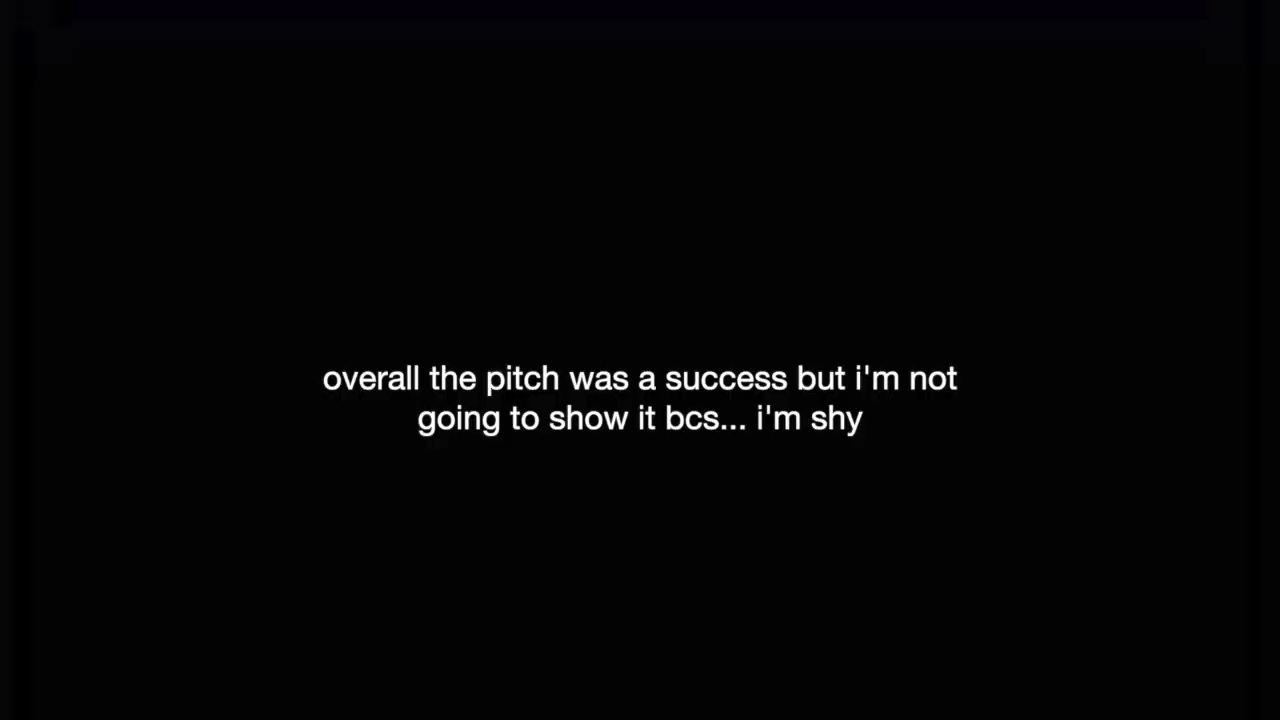 overall the pitch was a success but i'm not
going to show it bcs... i'm shy